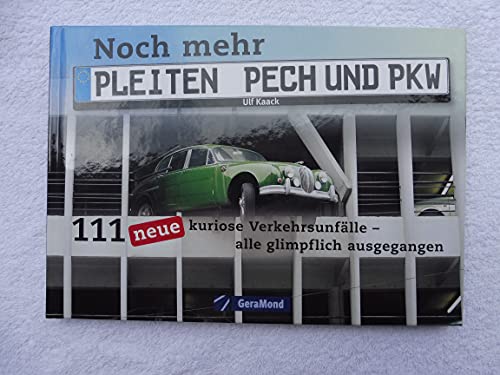 Noch mehr
PLEITEN PECH UND PKW
Ulf Kaack
111 neue kuriose Verkehrsunfälle –
alle glimpflich ausgegangen
GeraMond